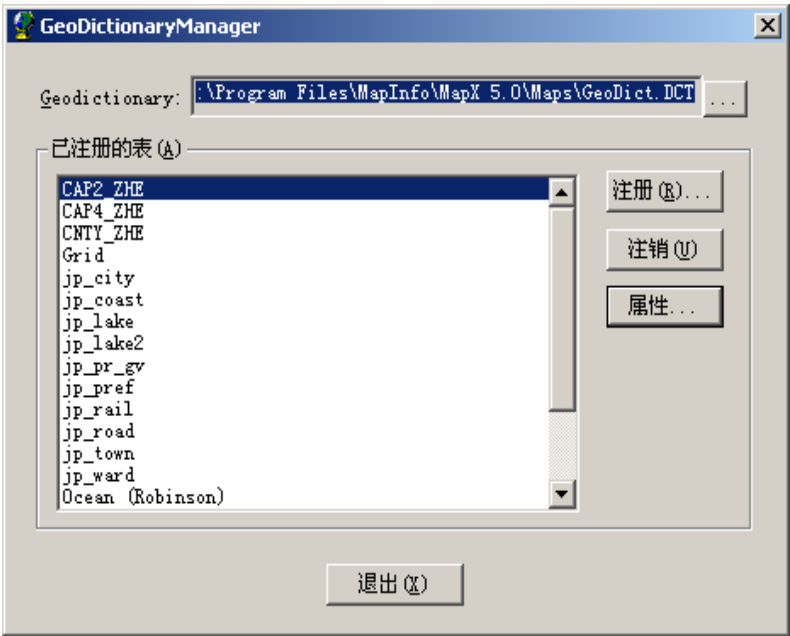 GeoDictionaryManager
Geodictionary: :\Program Files\MapInfo\MapX 5.0\Maps\GeoDict.DCT ...
已注册的表(A)
CAP2_ZHE
CAP4_ZHE
CNTY_ZHE
Grid
jp_city
jp_coast
jp_lake
jp_lake2
jp_pr_gv
jp_pref
jp_rail
jp_road
jp_town
jp_ward
Ocean (Robinson)
注册(R)...
注销(U)
属性...
退出(X)